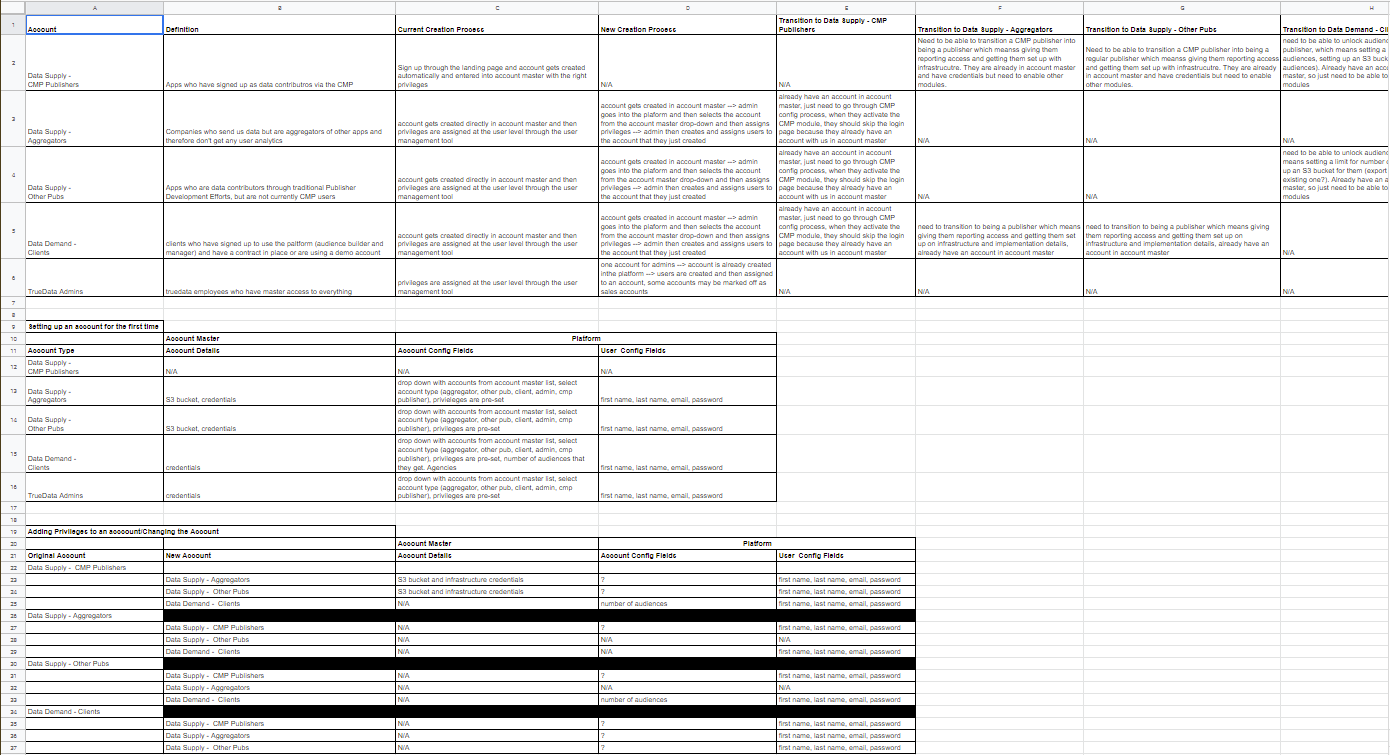 A B C D E F G H
1 Account Definition Current Creation Process New Creation Process Transition to Data Supply - CMP Publishers Transition to Data Supply - Aggregators Transition to Data Supply - Other Pubs Transition to Data Demand - Cli
2
Data Supply -
CMP Publishers
Apps who have signed up as data contributros via the CMP
Sign up through the landing page and account gets created
automatically and entered into account master with the right
privileges
N/A
N/A
Need to be able to transition a CMP publisher into
being a publisher which meanss giving them
reporting access and getting them set up with
infrastrucutre. They are already in account master
and have credentials but need to enable other
modules.
Need to be able to transition a CMP publisher into being a
regular publisher which meanss giving them reporting access
and getting them set up with infrastrucutre. They are already
in account master and have credentials but need to enable
other modules.
need to be able to unlock audienc
publisher, which means setting a
audiences, setting up an S3 buck
audiences). Already have an acc
master, so just need to be able to
modules
3
Data Supply -
Aggregators
Companies who send us data but are aggregators of other apps and
therefore don't get any user analytics
account gets created directly in account master and then
privileges are assigned at the user level through the user
management tool
account gets created in account master --> admin
goes into the plaform and then selects the account
from the account master drop-down and then assigns
privileges --> admin then creates and assigns users to
the account that they just created
already have an account in account
master, just need to go through CMP
config process, when they activate the
CMP module, they should skip the login
page because they already have an
account with us in account master
N/A
N/A
N/A
4
Data Supply -
Other Pubs
Apps who are data contributors through traditional Publisher
Development Efforts, but are not currently CMP users
account gets created directly in account master and then
privileges are assigned at the user level through the user
management tool
account gets created in account master --> admin
goes into the plaform and then selects the account
from the account master drop-down and then assigns
privileges --> admin then creates and assigns users to
the account that they just created
already have an account in account
master, just need to go through CMP
config process, when they activate the
CMP module, they should skip the login
page because they already have an
account with us in account master
N/A
N/A
need to be able to unlock audienc
means setting a limit for number o
up an S3 bucket for them (export
existing one?). Already have an a
master, so just need to be able to
modules
5
Data Demand -
Clients
clients who have signed up to use the paltform (audience builder and
manager) and have a contract in place or are using a demo account
account gets created directly in account master and then
privileges are assigned at the user level through the user
management tool
account gets created in account master --> admin
goes into the plaform and then selects the account
from the account master drop-down and then assigns
privileges --> admin then creates and assigns users to
the account that they just created
already have an account in account
master, just need to go through CMP
config process, when they activate the
CMP module, they should skip the login
page because they already have an
account with us in account master
need to transition to being a publisher which means
giving them reporting access and getting them set
up on infrastructure and implementation details,
already have an account in account master
need to transition to being a publisher which means giving
them reporting access and getting them set up on
infrastructure and implementation details, already have an
account in account master
N/A
6
TrueData Admins
truedata employees who have master access to everything
privileges are assigned at the user level through the user
management tool
one account for admins --> account is already created
inthe platform --> users are created and then assigned
to an account, some accounts may be marked off as
sales accounts
N/A
N/A
N/A
N/A
7
8
9 Setting up an account for the first time
10 Account Master Platform
11 Account Type Account Details Account Config Fields User Config Fields
12
Data Supply -
CMP Publishers
N/A
N/A
N/A
13
Data Supply -
Aggregators
S3 bucket, credentials
drop down with accounts from account master list, select
account type (aggregator, other pub, client, admin, cmp
publisher), privieleges are pre-set
first name, last name, email, password
14
Data Supply -
Other Pubs
S3 bucket, credentials
drop down with accounts from account master list, select
account type (aggregator, other pub, client, admin, cmp
publisher), privileges are pre-set
first name, last name, email, password
15
Data Demand -
Clients
credentials
drop down with accounts from account master list, select
account type (aggregator, other pub, client, admin, cmp
publisher), privileges are pre-set, number of audiences that
they get. Agencies
first name, last name, email, password
16
TrueData Admins
credentials
drop down with accounts from account master list, select
account type (aggregator, other pub, client, admin, cmp
publisher), privileges are pre-set
first name, last name, email, password
17
18
19 Adding Privileges to an acccount/Changing the Account
20 Account Master Platform
21 Original Account New Account Account Details Account Config Fields User Config Fields
22 Data Supply - CMP Publishers
23 Data Supply - Aggregators S3 bucket and infrastructure credentials ? first name, last name, email, password
24 Data Supply - Other Pubs S3 bucket and infrastructure credentials ? first name, last name, email, password
25 Data Demand - Clients N/A number of audiences first name, last name, email, password
26 Data Supply - Aggregators
27 Data Supply - CMP Publishers N/A ? first name, last name, email, password
28 Data Supply - Other Pubs N/A N/A N/A
29 Data Demand - Clients N/A first name, last name, email, password
30 Data Supply - Other Pubs
31 Data Supply - CMP Publishers N/A ? first name, last name, email, password
32 Data Supply - Aggregators N/A N/A N/A
33 Data Demand - Clients N/A number of audiences first name, last name, email, password
34 Data Demand - Clients
35 Data Supply - CMP Publishers N/A ? first name, last name, email, password
36 Data Supply - Aggregators N/A ? first name, last name, email, password
37 Data Supply - Other Pubs N/A ? first name, last name, email, password